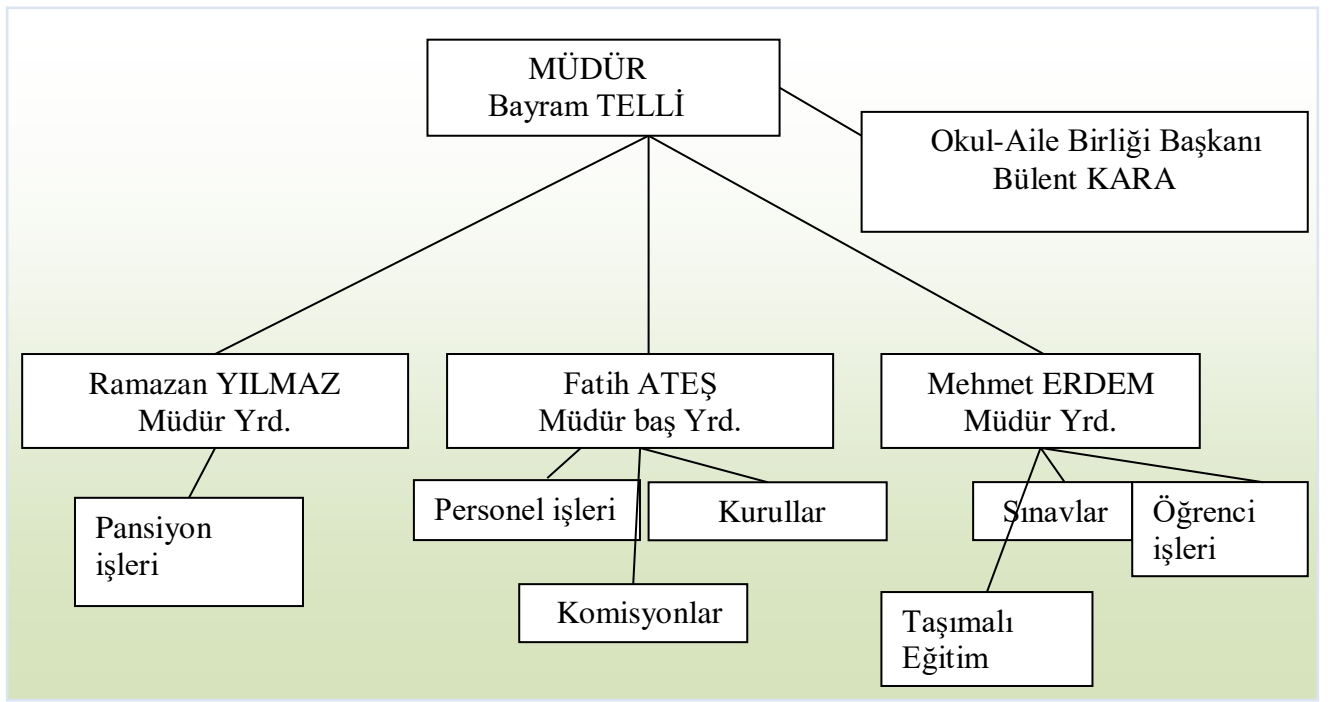 MÜDÜR
Bayram TELLİ
Okul-Aile Birliği Başkanı
Bülent KARA
Ramazan YILMAZ
Müdür Yrd.
Fatih ATEŞ
Müdür baş Yrd.
Mehmet ERDEM
Müdür Yrd.
Pansiyon
işleri
Personel işleri
Kurullar
Komisyonlar
Sınavlar
Öğrenci
işleri
Taşımalı
Eğitim